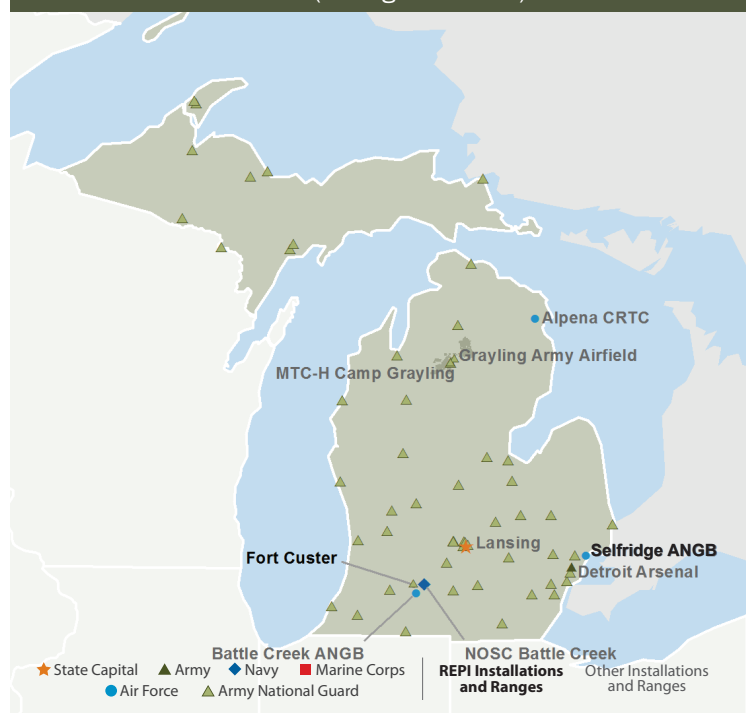 Alpena CRTC
Grayling Army Airfield
MTC-H Camp Grayling
Lansing
Selfridge ANGB
Fort Custer
Detroit Arsenal
Battle Creek ANGB
NOSC Battle Creek
State Capital
Army
Navy
Marine Corps
Air Force
Army National Guard
REPI Installations
and Ranges
Other Installations
and Ranges